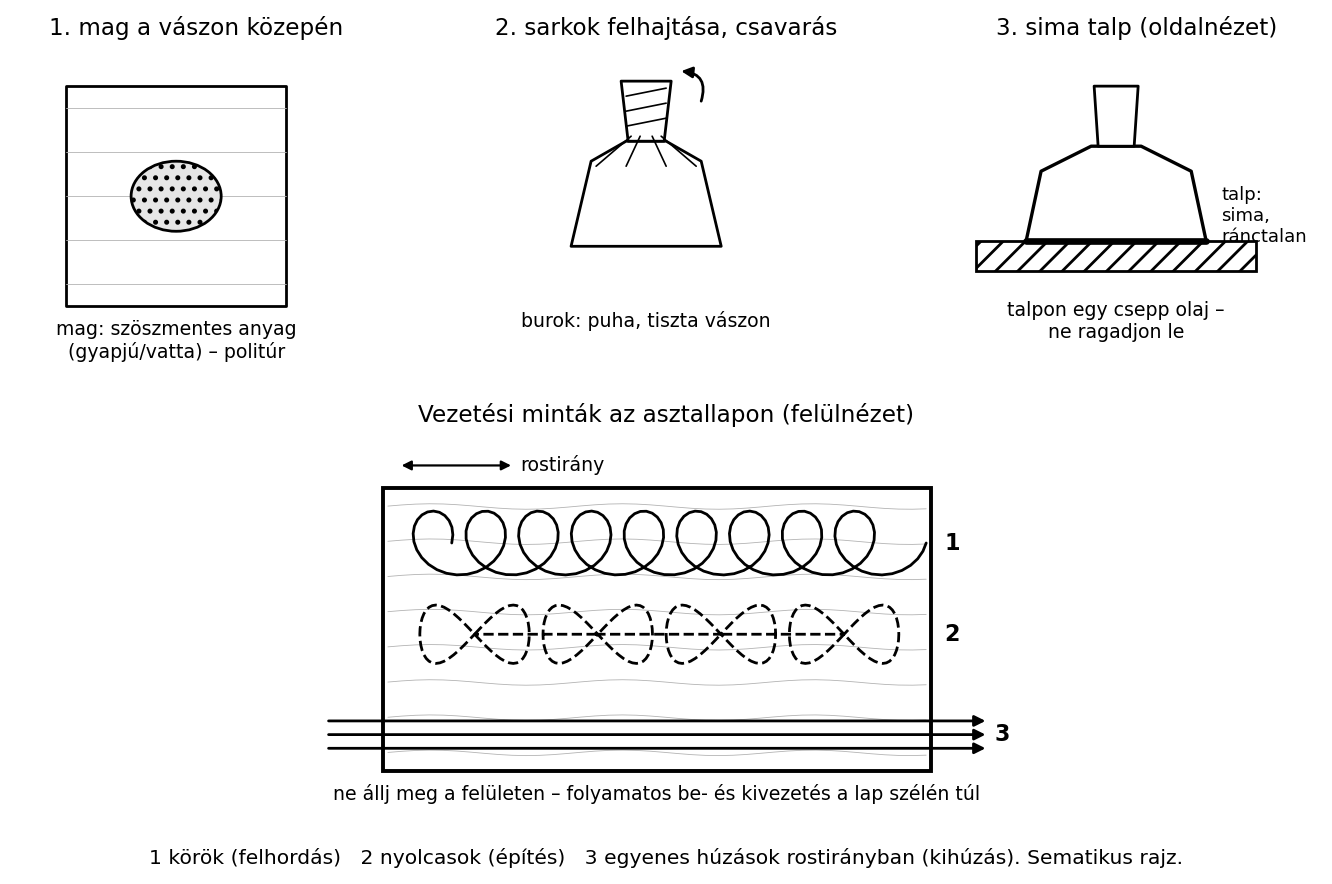 1. mag a vászon közepén
2. sarkok felhajtása, csavarás
3. sima talp (oldalnézet)
talp:
sima,
ránctalan
mag: szöszmentes anyag
(gyapjú/vatta) – politúr
burok: puha, tiszta vászon
talpon egy csepp olaj –
ne ragadjon le
Vezetési minták az asztallapon (felülnézet)
rostirány
1
2
3
ne állj meg a felületen – folyamatos be- és kivezetés a lap szélén túl
1 körök (felhordás)   2 nyolcasok (építés)   3 egyenes húzások rostirányban (kihúzás). Sematikus rajz.